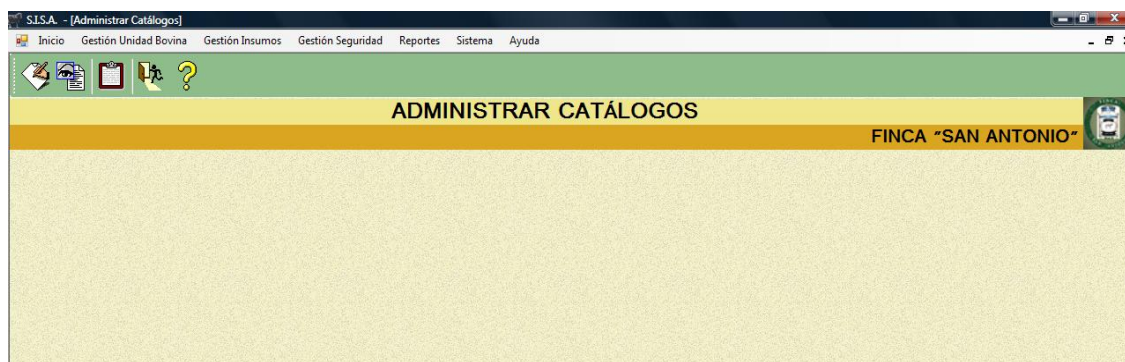 S.I.S.A. - [Administrar Catálogos]
Inicio Gestión Unidad Bovina Gestión Insumos Gestión Seguridad Reportes Sistema Ayuda
ADMINISTRAR CATÁLOGOS
FINCA "SAN ANTONIO"